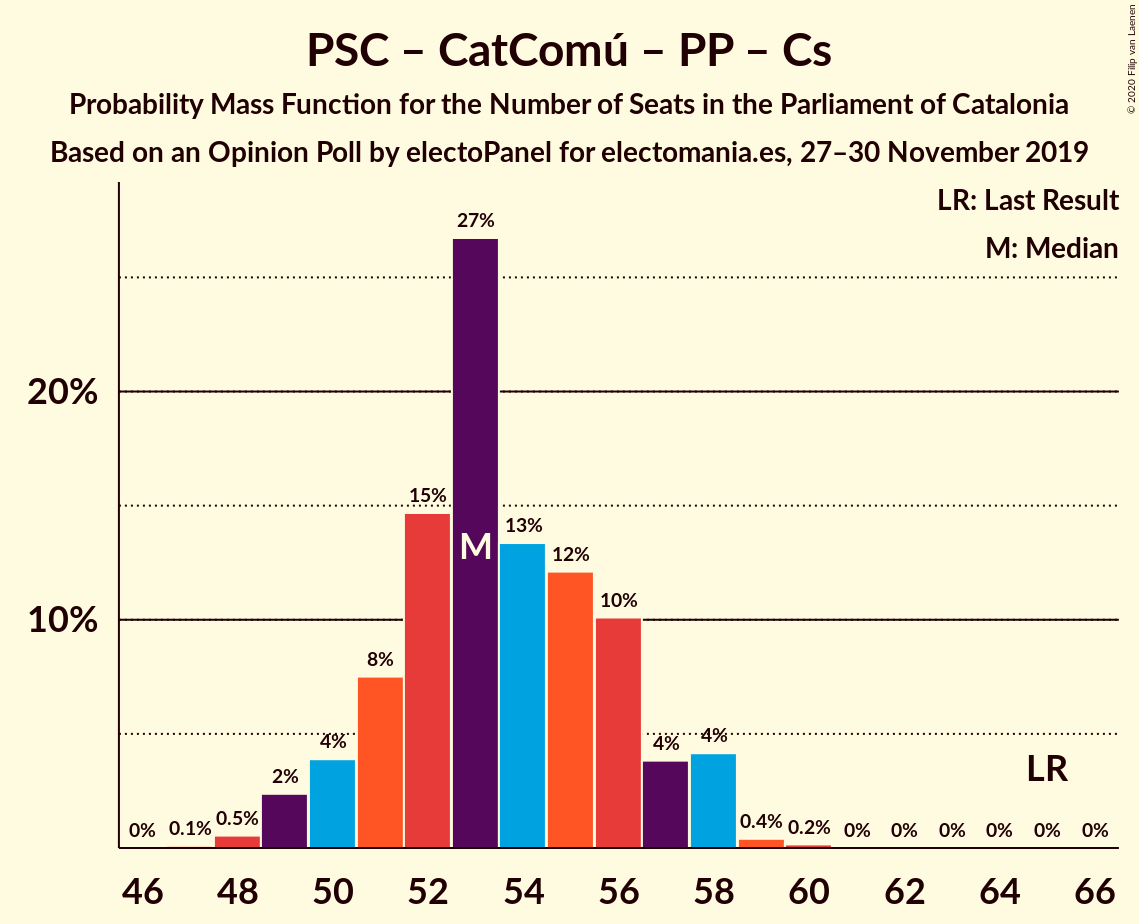 PSC – CatComú – PP – Cs
Probability Mass Function for the Number of Seats in the Parliament of Catalonia
Based on an Opinion Poll by electoPanel for electomania.es, 27–30 November 2019
© 2020 Filip van Laenen
LR: Last Result
M: Median
20%
10%
0%
0.1%
0.5%
2%
4%
8%
15%
27%
M
13%
12%
10%
4%
4%
0.4%
0.2%
0%
0%
0%
0%
0%
0%
LR
46 48 50 52 54 56 58 60 62 64 66